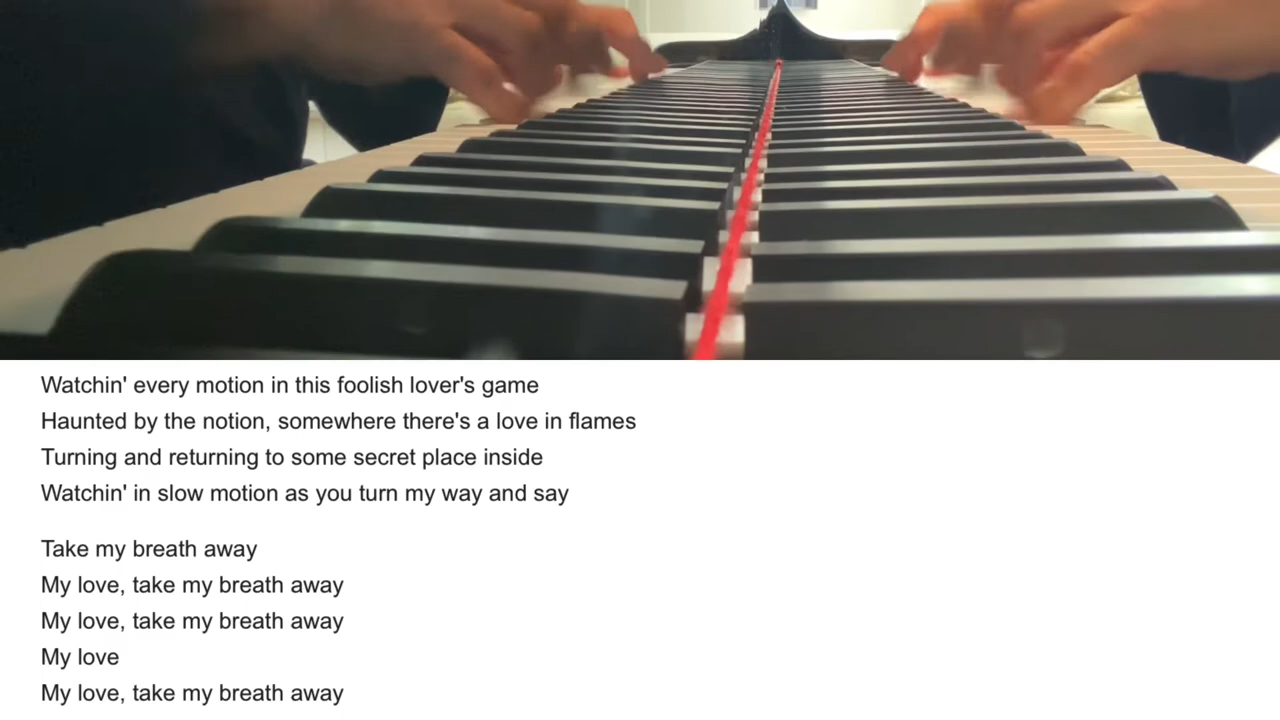 Watchin' every motion in this foolish lover's game
Haunted by the notion, somewhere there's a love in flames
Turning and returning to some secret place inside
Watchin' in slow motion as you turn my way and say
Take my breath away
My love, take my breath away
My love, take my breath away
My love
My love, take my breath away